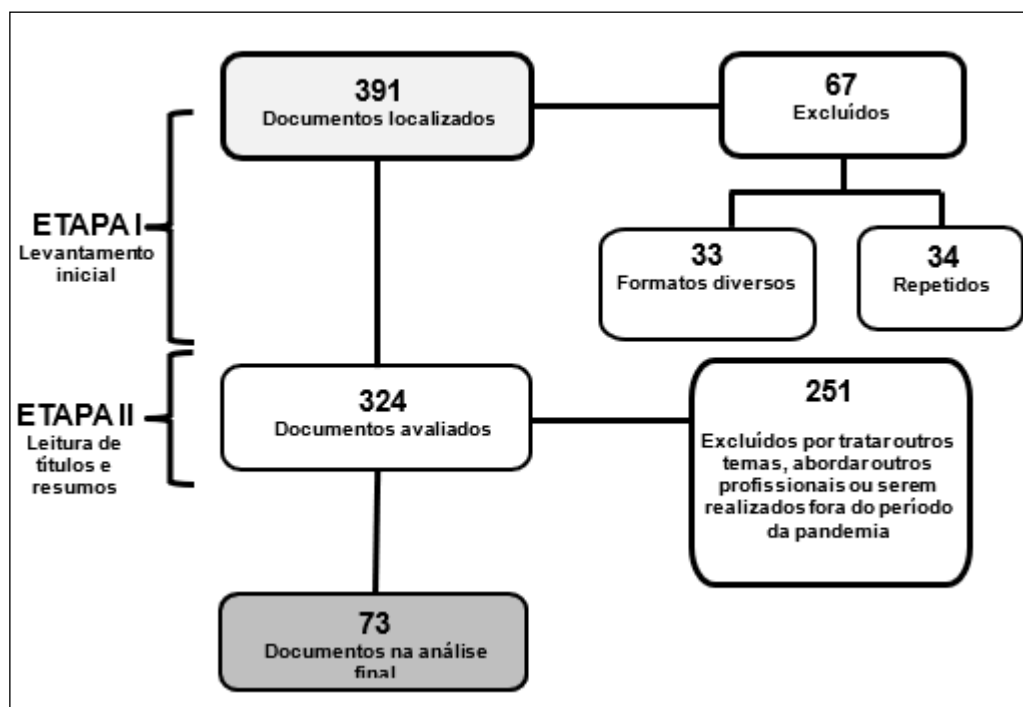 391
Documentos localizados
67
Excluídos
ETAPA I
Levantamento
inicial
33
Formatos diversos
34
Repetidos
ETAPA II
Leitura de
títulos e
resumos
324
Documentos avaliados
251
Excluídos por tratar outros
temas, abordar outros
profissionais ou serem
realizados fora do período
da pandemia
73
Documentos na análise
final